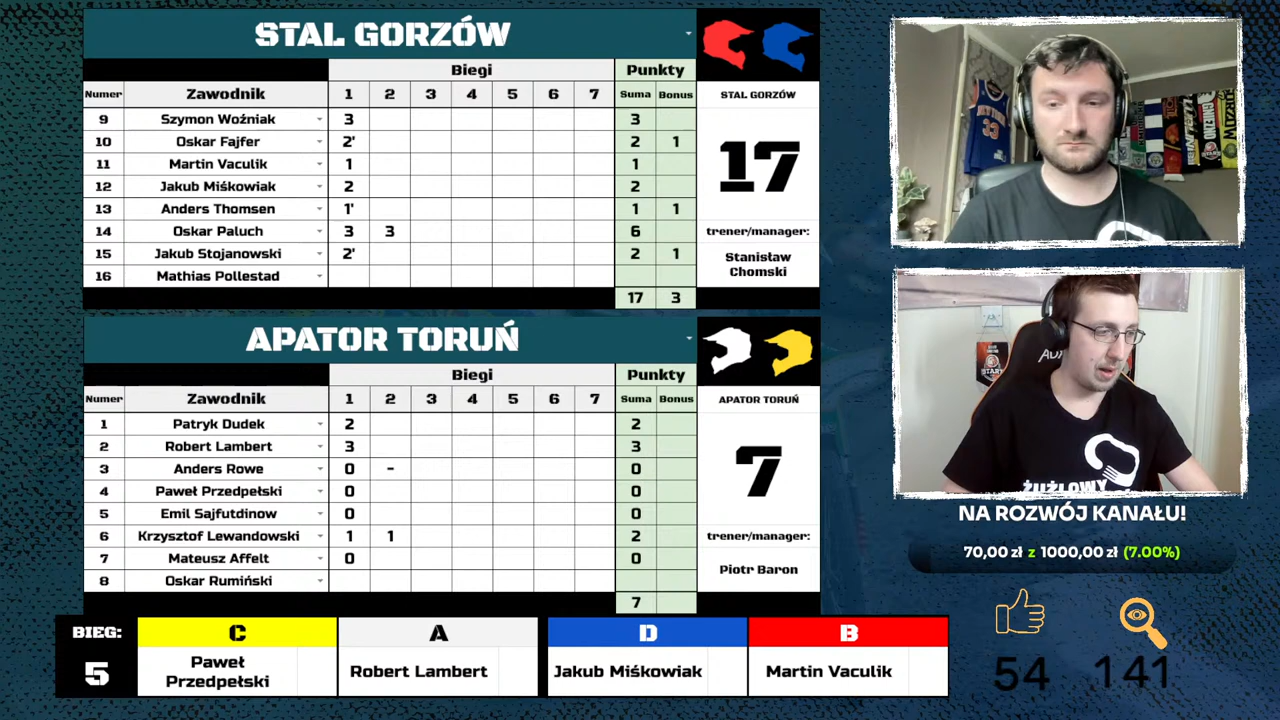 STAL GORZÓW
Biegi Punkty
Numer Zawodnik 1 2 3 4 5 6 7 Suma Bonus STAL GORZÓW
9 Szymon Woźniak 3 3
10 Oskar Fajfer 2' 2 1
11 Martin Vaculik 1 1
12 Jakub Miśkowiak 2 2
17
13 Anders Thomsen 1' 1 1
14 Oskar Paluch 3 3 6 trener/manager:
15 Jakub Stojanowski 2' 2 1
16 Mathias Pollestad
Stanisław
Chomski
17 3
APATOR TORUŃ
Biegi Punkty
Numer Zawodnik 1 2 3 4 5 6 7 Suma Bonus APATOR TORUŃ
1 Patryk Dudek 2 2
2 Robert Lambert 3 3
3 Anders Rowe 0 - 0
4 Paweł Przedpełski 0 0
7
5 Emil Sajfutdinow 0 0
6 Krzysztof Lewandowski 1 1 2 trener/manager:
7 Mateusz Affelt 0 0
8 Oskar Rumiński
Piotr Baron
7
BIEG: C A D B
5 Paweł
Przedpełski Robert Lambert Jakub Miśkowiak Martin Vaculik
NEW YORK
33
GNIEZNO
START
ŻUŻLOWY
NA ROZWÓJ KANAŁU!
70,00 zł z 1000,00 zł (7.00%)
54 141